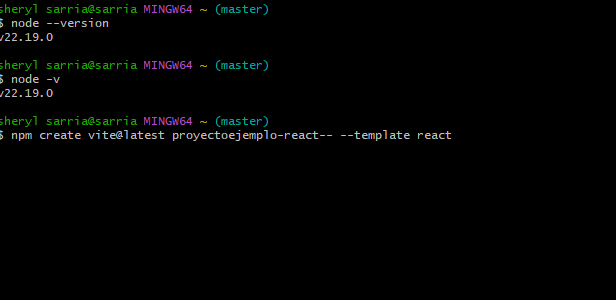 sheryl sarria@sarria MINGW64 ~ (master)
$ node --version
v22.19.0
sheryl sarria@sarria MINGW64 ~ (master)
$ node -v
v22.19.0
sheryl sarria@sarria MINGW64 ~ (master)
$ npm create vite@latest proyectoejemplo-react-- --template react